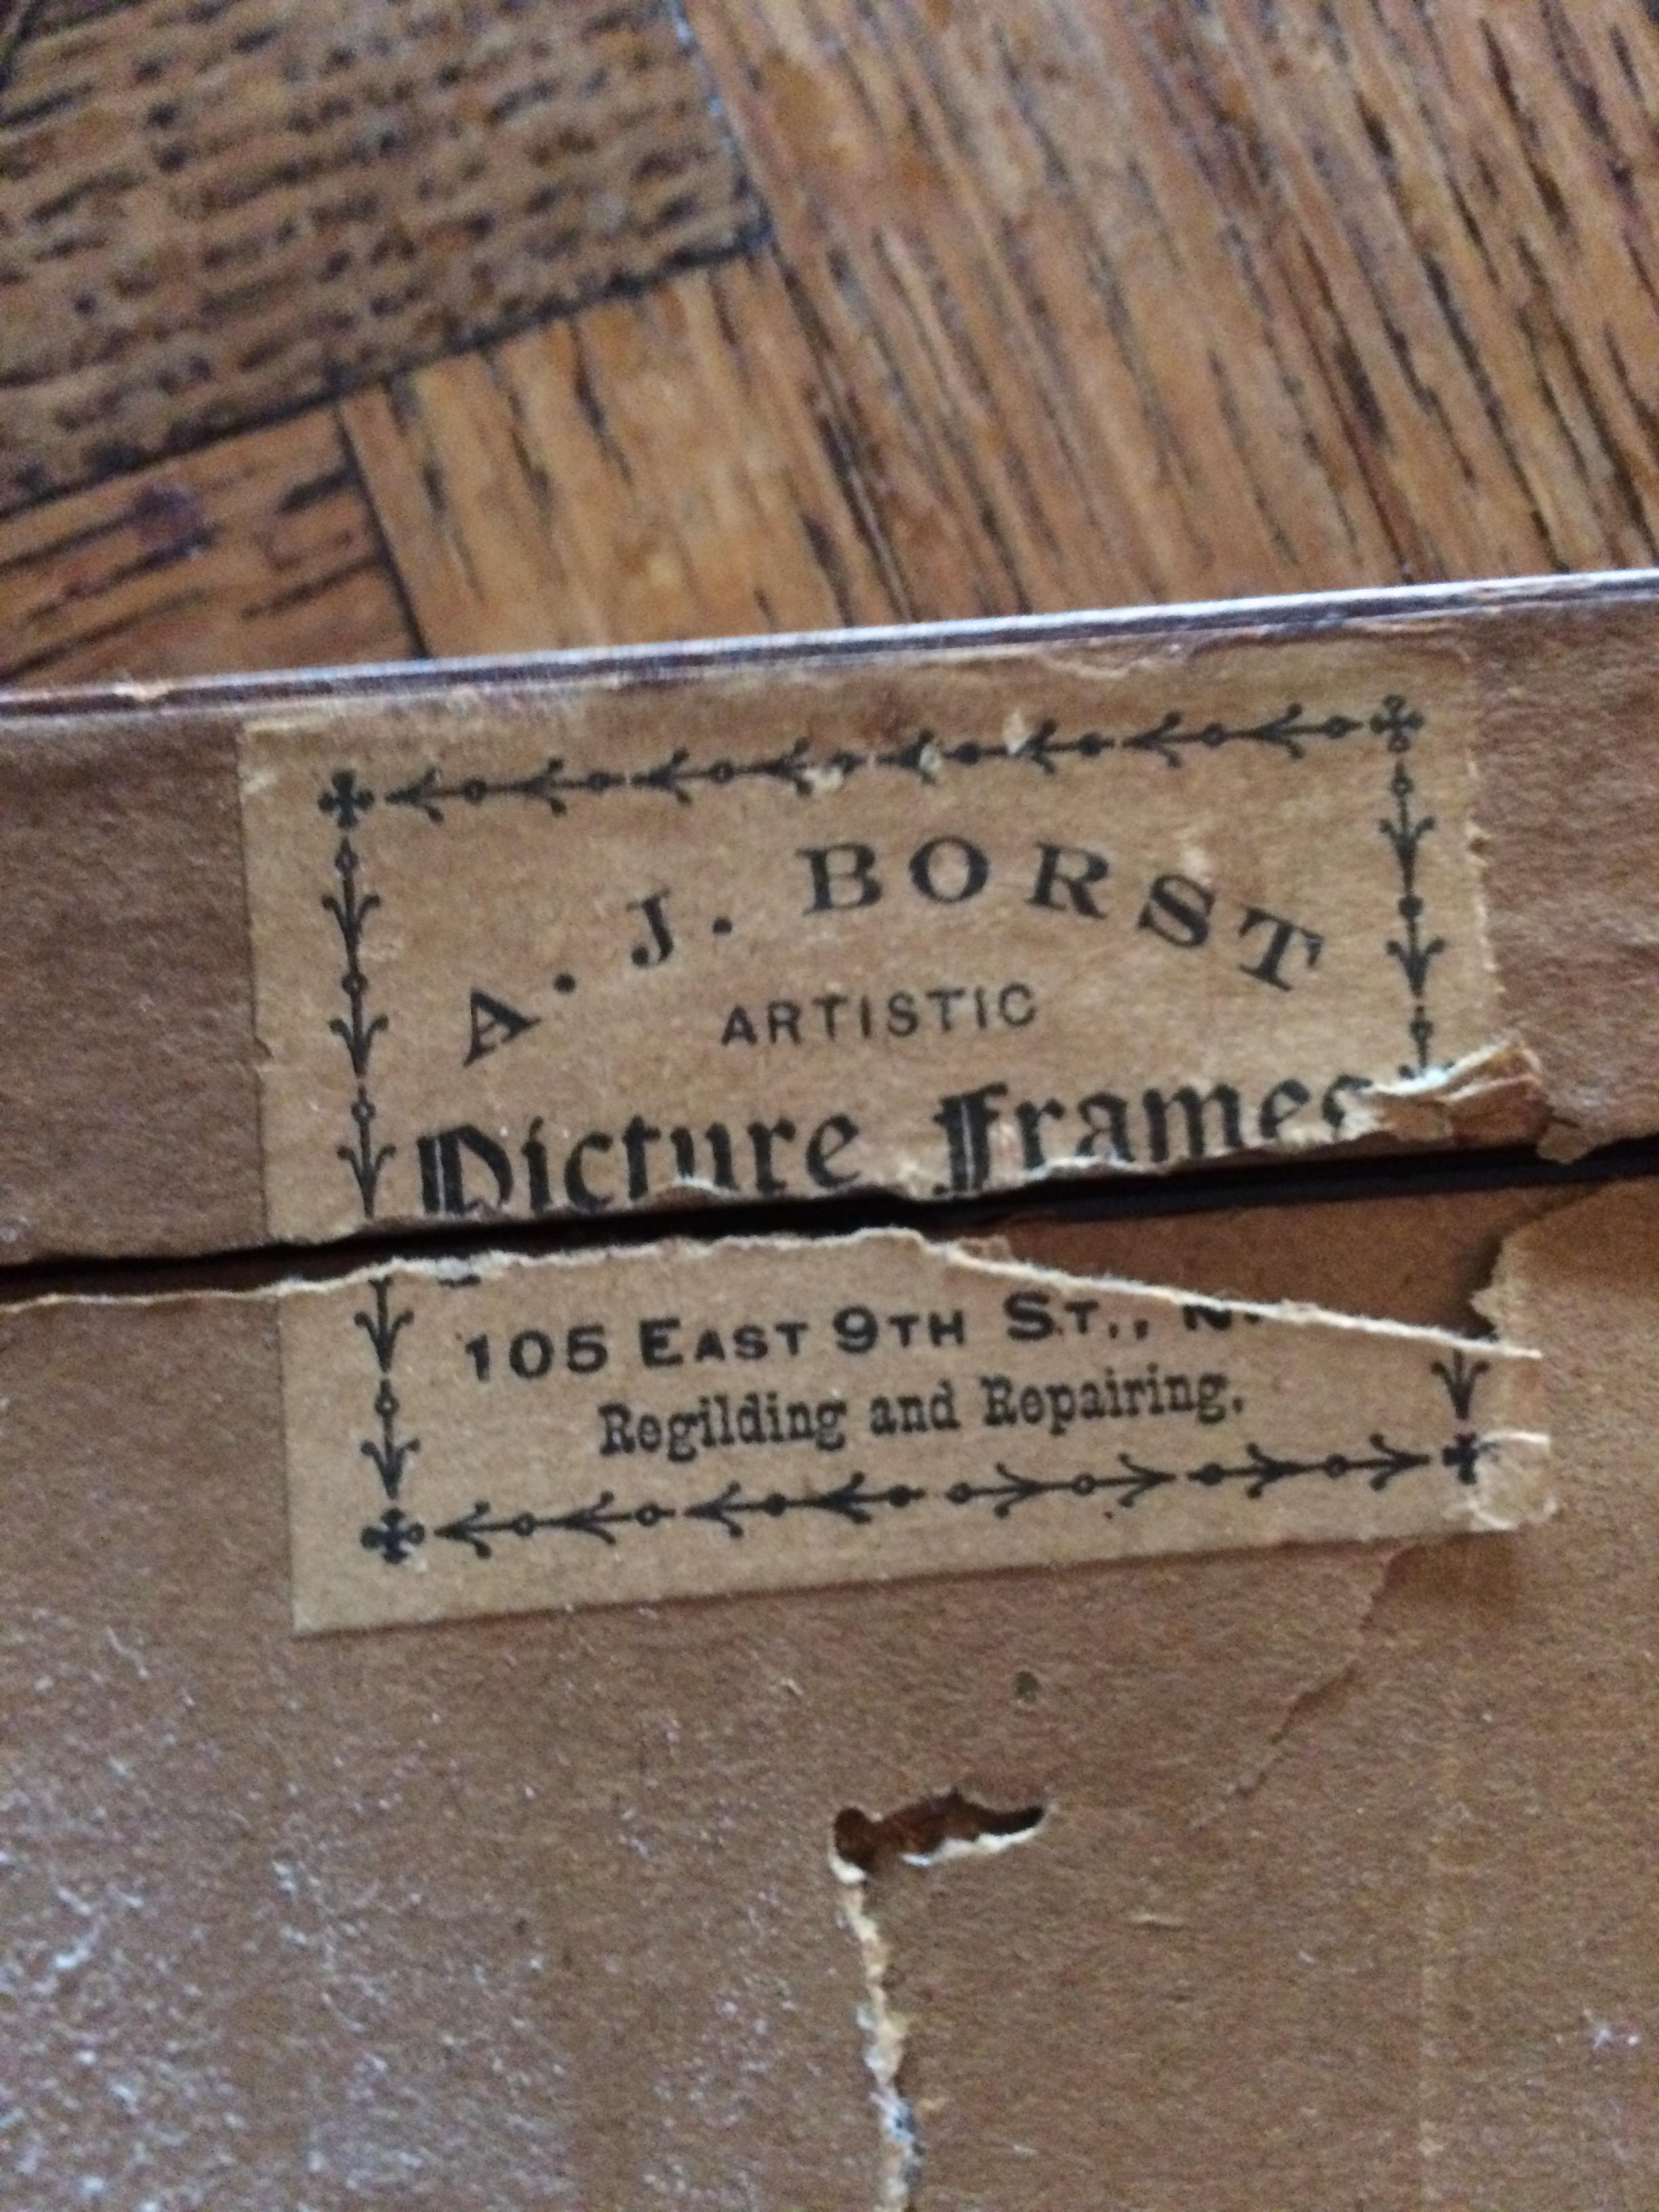 A. J. BORST
ARTISTIC
Picture Frames
105 EAST 9TH ST., N.
Regilding and Repairing.